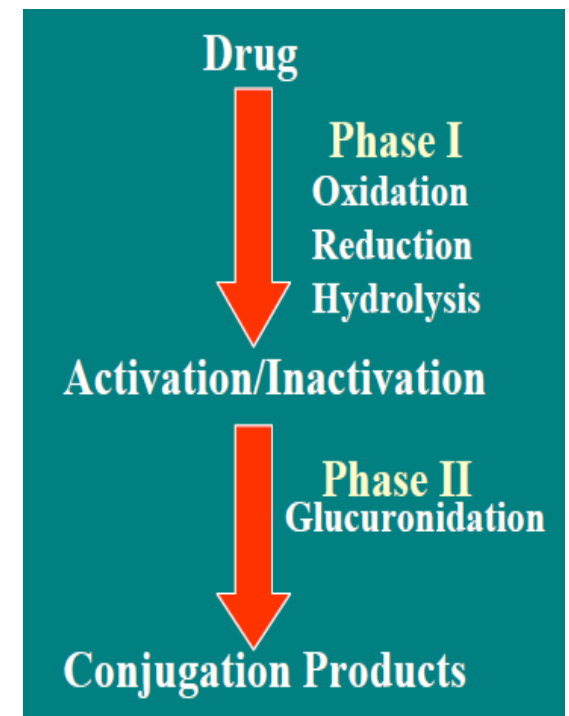 Drug
Phase I
Oxidation
Reduction
Hydrolysis
Activation/Inactivation
Phase II
Glucuronidation
Conjugation Products